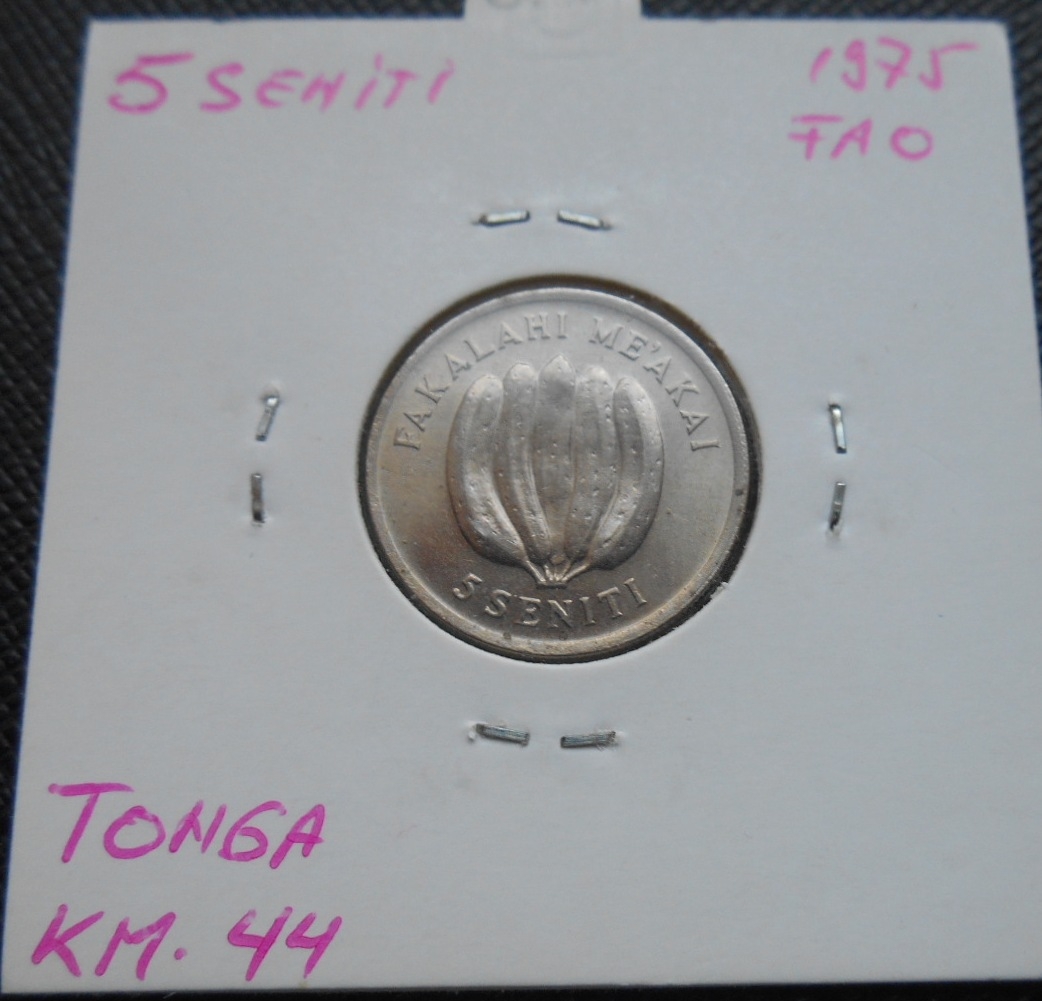 5 SENiTi
1975
FAO
FAKALAHI ME'AKAI
5 SENITI
TONGA
KM. 44